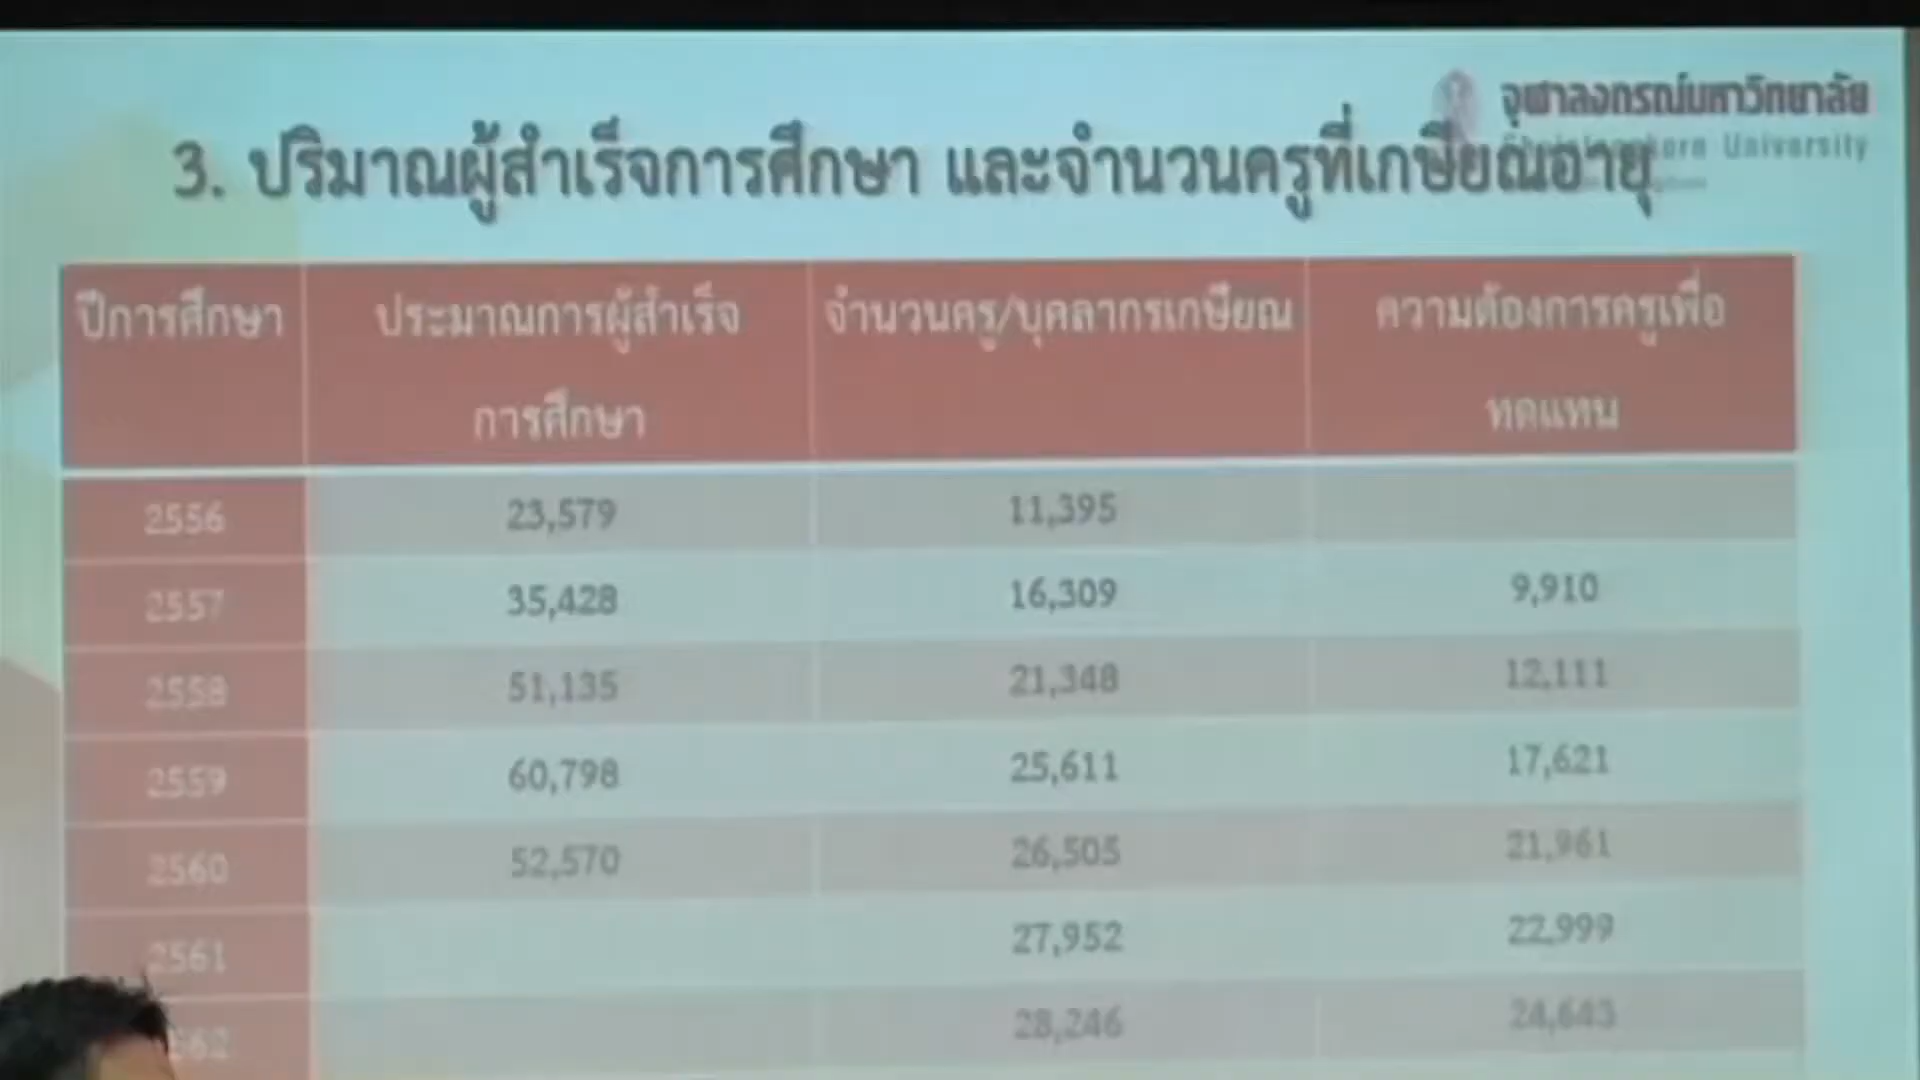 จุฬาลงกรณ์มหาวิทยาลัย
Chulalongkorn University
3. ปริมาณผู้สำเร็จการศึกษา และจำนวนครูที่เกษียณอายุ
ปีการศึกษา ประมาณการผู้สำเร็จการศึกษา จำนวนครู/บุคลากรเกษียณ ความต้องการครูเพื่อทดแทน
2556 23,579 11,395
2557 35,428 16,309 9,910
2558 51,135 21,348 12,111
2559 60,798 25,611 17,621
2560 52,570 26,505 21,961
2561 27,952 22,999
28,246 24,643